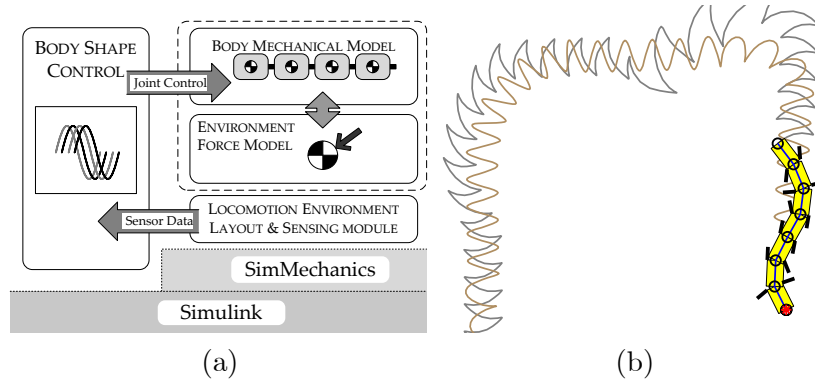 BODY SHAPE
CONTROL
BODY MECHANICAL MODEL
Joint Control
ENVIRONMENT
FORCE MODEL
Sensor Data
LOCOMOTION ENVIRONMENT
LAYOUT & SENSING MODULE
SimMechanics
Simulink
(a)
(b)